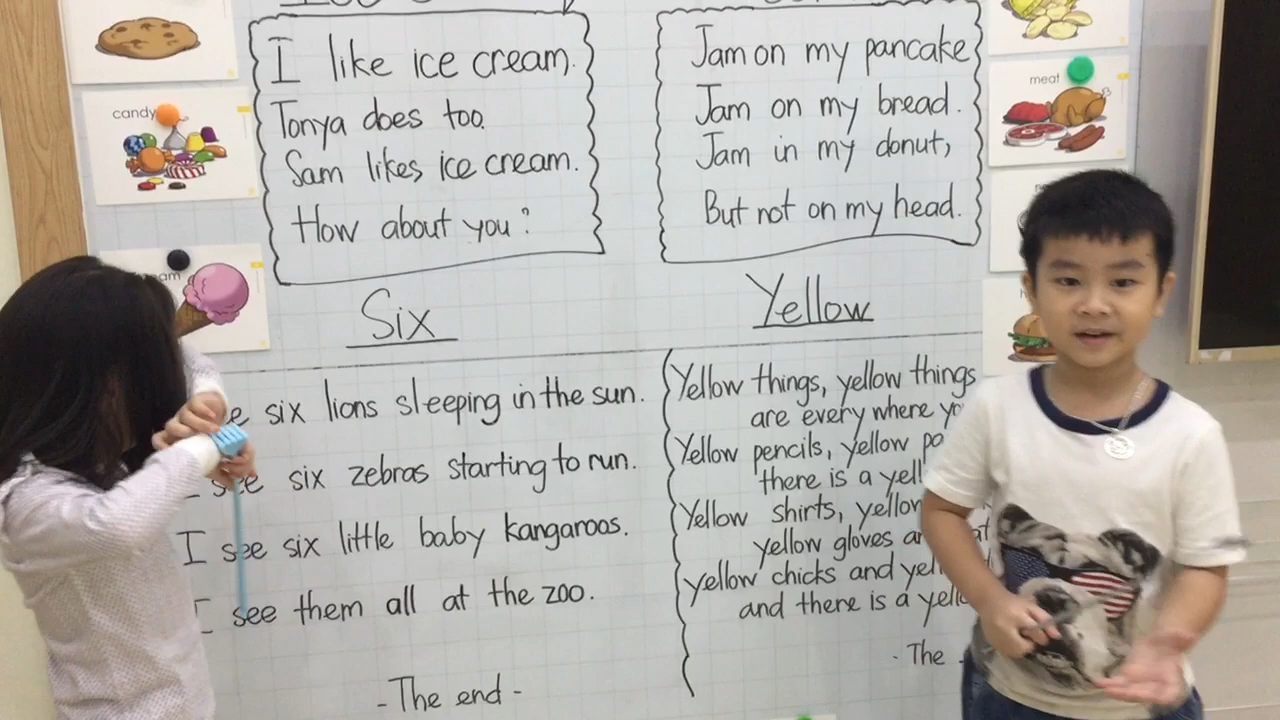 candy
I like ice cream.
Tonya does too.
Sam likes ice cream.
How about you?
Jam on my pancake
Jam on my bread.
Jam in my donut,
But not on my head.
meat
Six
six lions sleeping in the sun.
I see six zebras starting to run.
I see six little baby kangaroos.
I see them all at the zoo.
- The end -
Yellow
Yellow things, yellow things
are every where
Yellow pencils, yellow
there is a
Yellow shirts,
yellow gloves
yellow chicks and
and there is a
- The